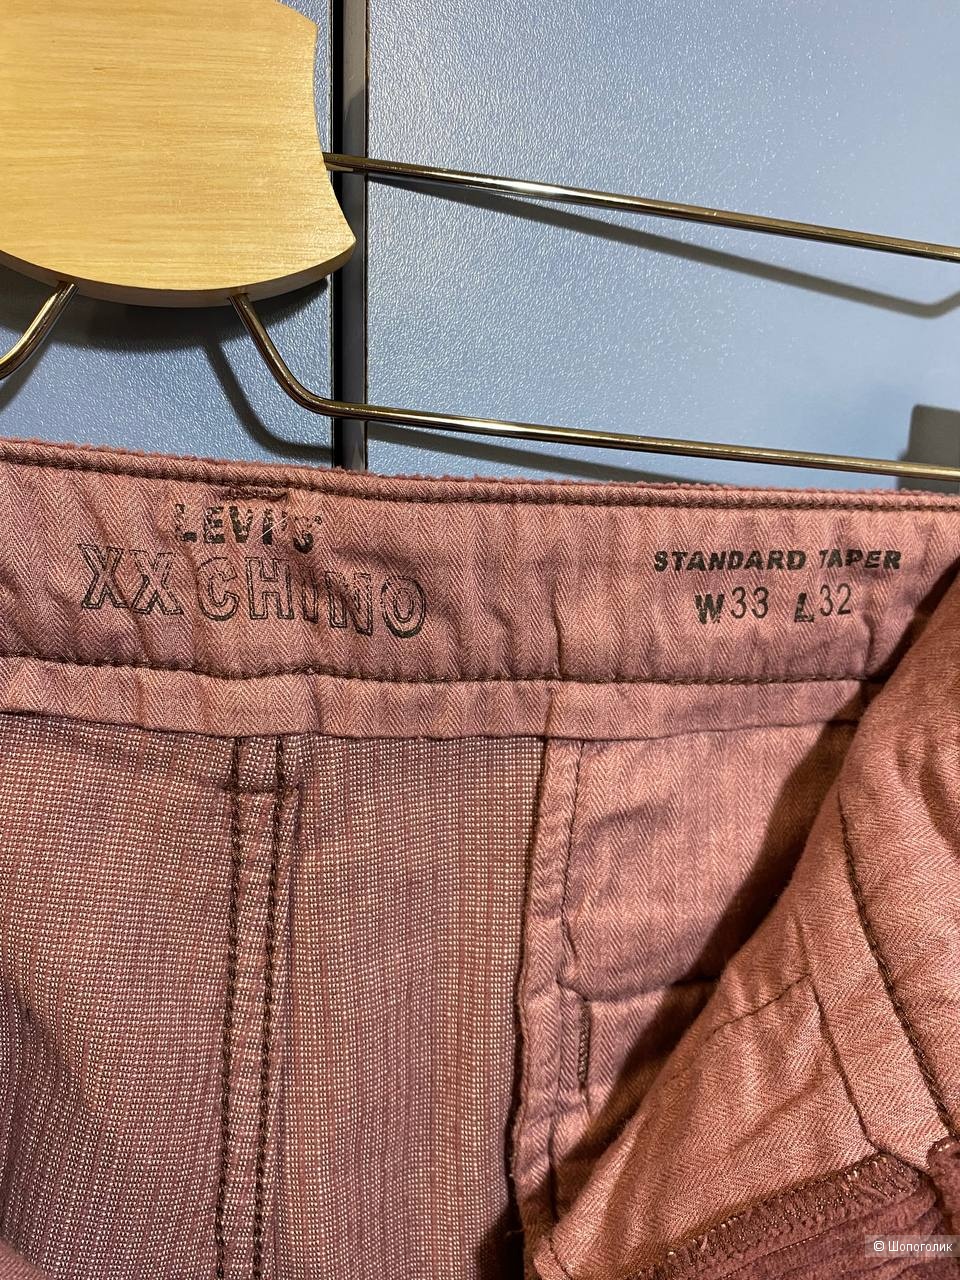 LEVI'S
XX CHINO
STANDARD TAPER
W33 L32
© Шопоголик